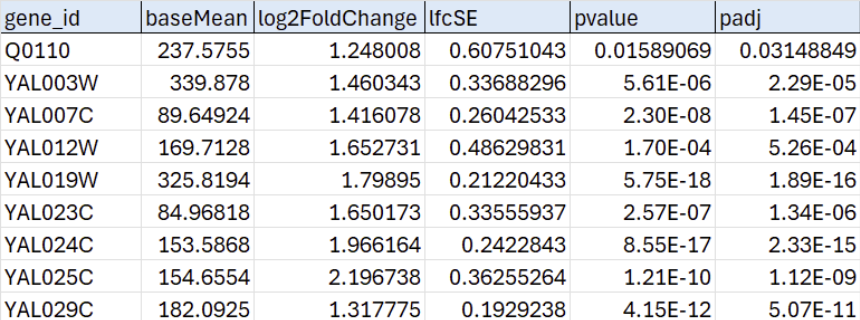 gene_id baseMean log2FoldChange lfcSE pvalue padj
Q0110 237.5755 1.248008 0.60751043 0.01589069 0.03148849
YAL003W 339.878 1.460343 0.33688296 5.61E-06 2.29E-05
YAL007C 89.64924 1.416078 0.26042533 2.30E-08 1.45E-07
YAL012W 169.7128 1.652731 0.48629831 1.70E-04 5.26E-04
YAL019W 325.8194 1.79895 0.21220433 5.75E-18 1.89E-16
YAL023C 84.96818 1.650173 0.33555937 2.57E-07 1.34E-06
YAL024C 153.5868 1.966164 0.2422843 8.55E-17 2.33E-15
YAL025C 154.6554 2.196738 0.36255264 1.21E-10 1.12E-09
YAL029C 182.0925 1.317775 0.1929238 4.15E-12 5.07E-11